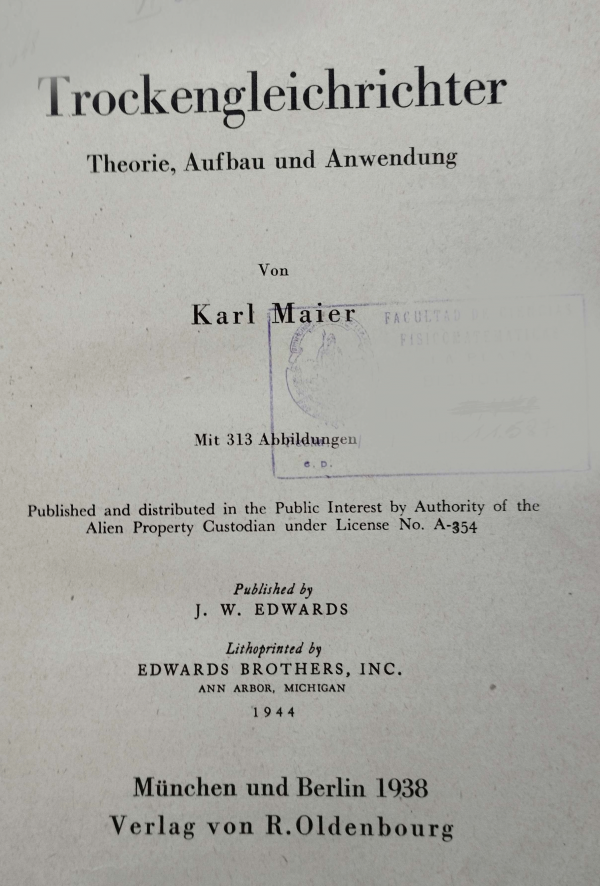 Trockengleichrichter
Theorie, Aufbau und Anwendung
Von
Karl Maier
FACULTAD
Mit 313 Abbildungen
C. D.
Published and distributed in the Public Interest by Authority of the
Alien Property Custodian under License No. A-354
Published by
J. W. EDWARDS
Lithoprinted by
EDWARDS BROTHERS, INC.
ANN ARBOR, MICHIGAN
1944
München und Berlin 1938
Verlag von R. Oldenbourg